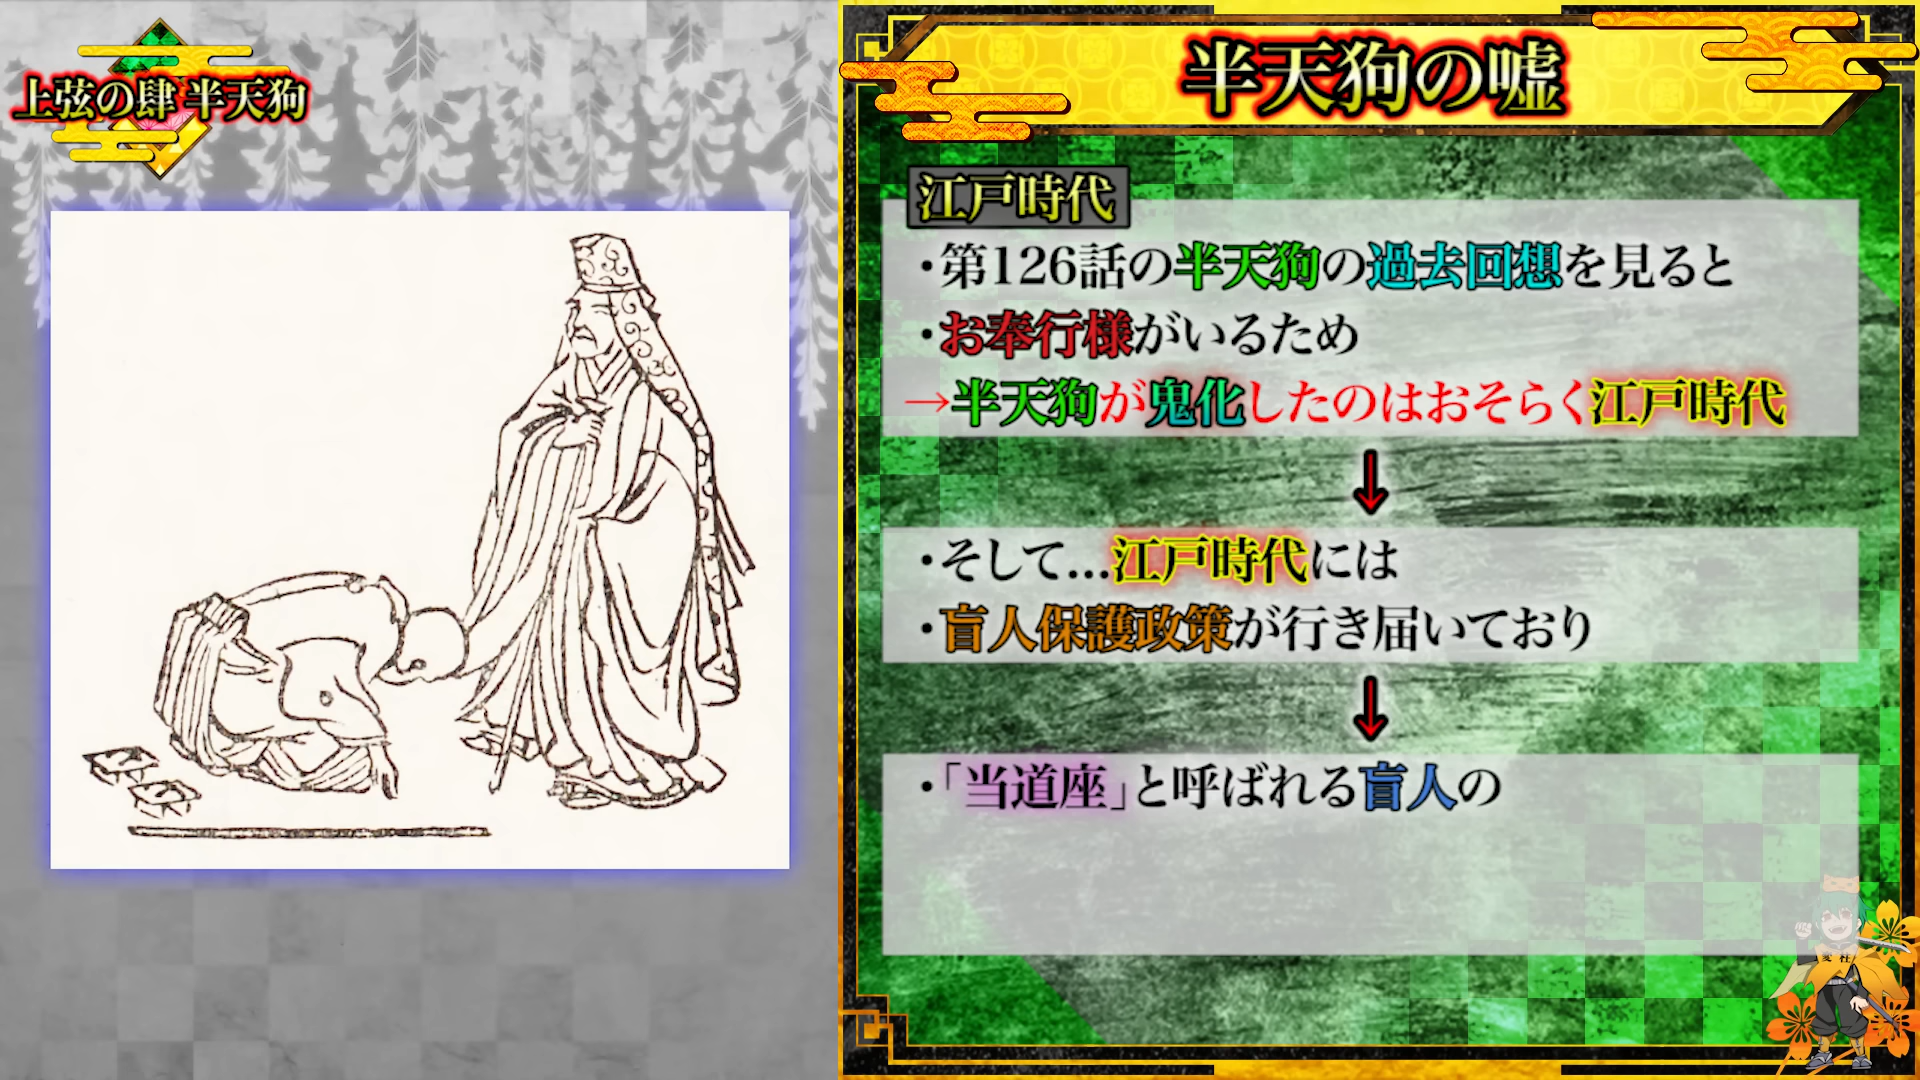 上弦の肆 半天狗
半天狗の嘘
江戸時代
・第126話の半天狗の過去回想を見ると
・お奉行様がいるため
→半天狗が鬼化したのはおそらく江戸時代
↓
・そして…江戸時代には
・盲人保護政策が行き届いており
↓
・「当道座」と呼ばれる盲人の